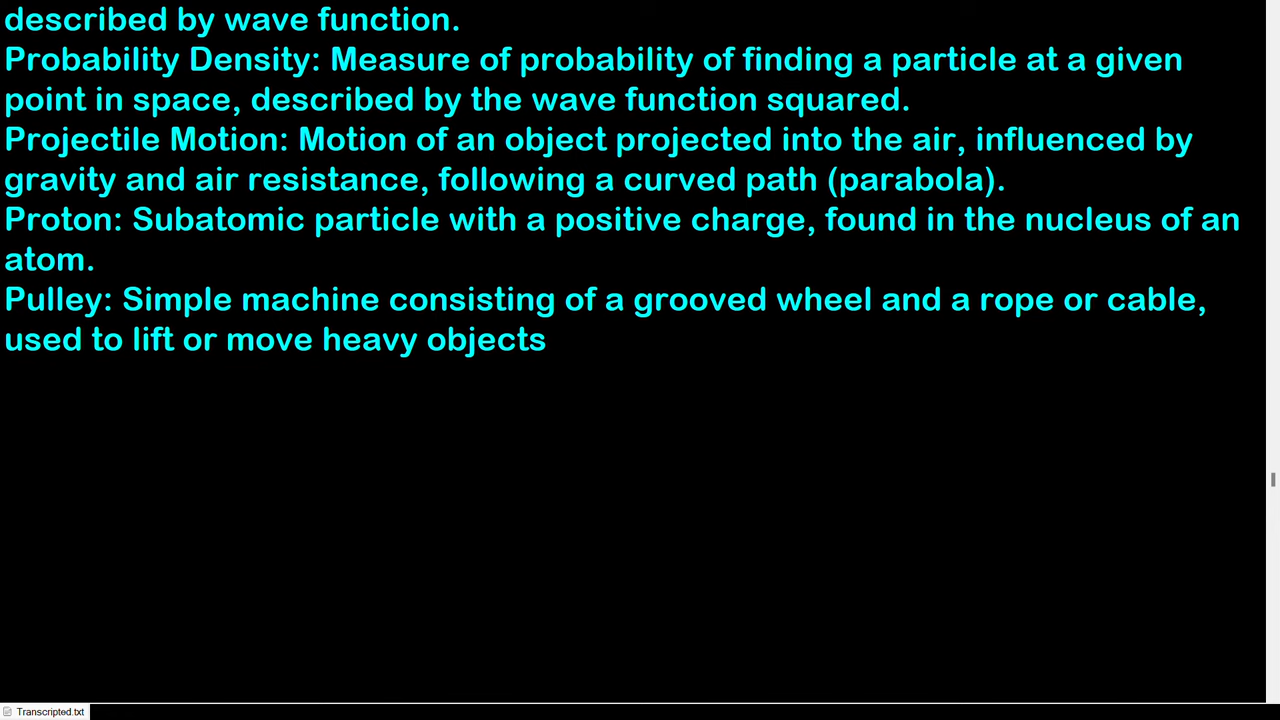 described by wave function.
Probability Density: Measure of probability of finding a particle at a given
point in space, described by the wave function squared.
Projectile Motion: Motion of an object projected into the air, influenced by
gravity and air resistance, following a curved path (parabola).
Proton: Subatomic particle with a positive charge, found in the nucleus of an
atom.
Pulley: Simple machine consisting of a grooved wheel and a rope or cable,
used to lift or move heavy objects
Transcripted.txt